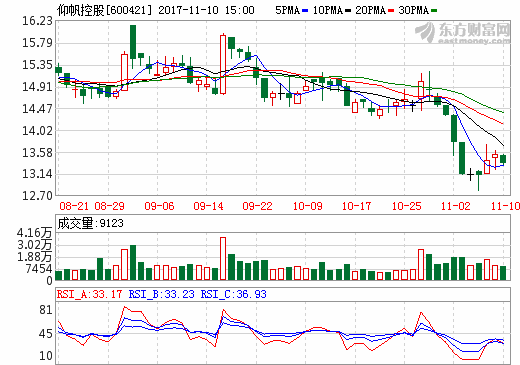 仰帆控股[600421] 2017-11-10 15:00 5PMA 10PMA 20PMA 30PMA
东方财富网
eastmoney.com
16.23
15.79
15.35
14.91
14.47
14.02
13.58
13.14
12.70
08-21 08-29 09-06 09-14 09-22 10-09 10-17 10-25 11-02 11-10
成交量:9123
4.16万
3.02万
1.88万
7454
0
RSI_A:33.17 RSI_B:33.23 RSI_C:36.93
81
45
10